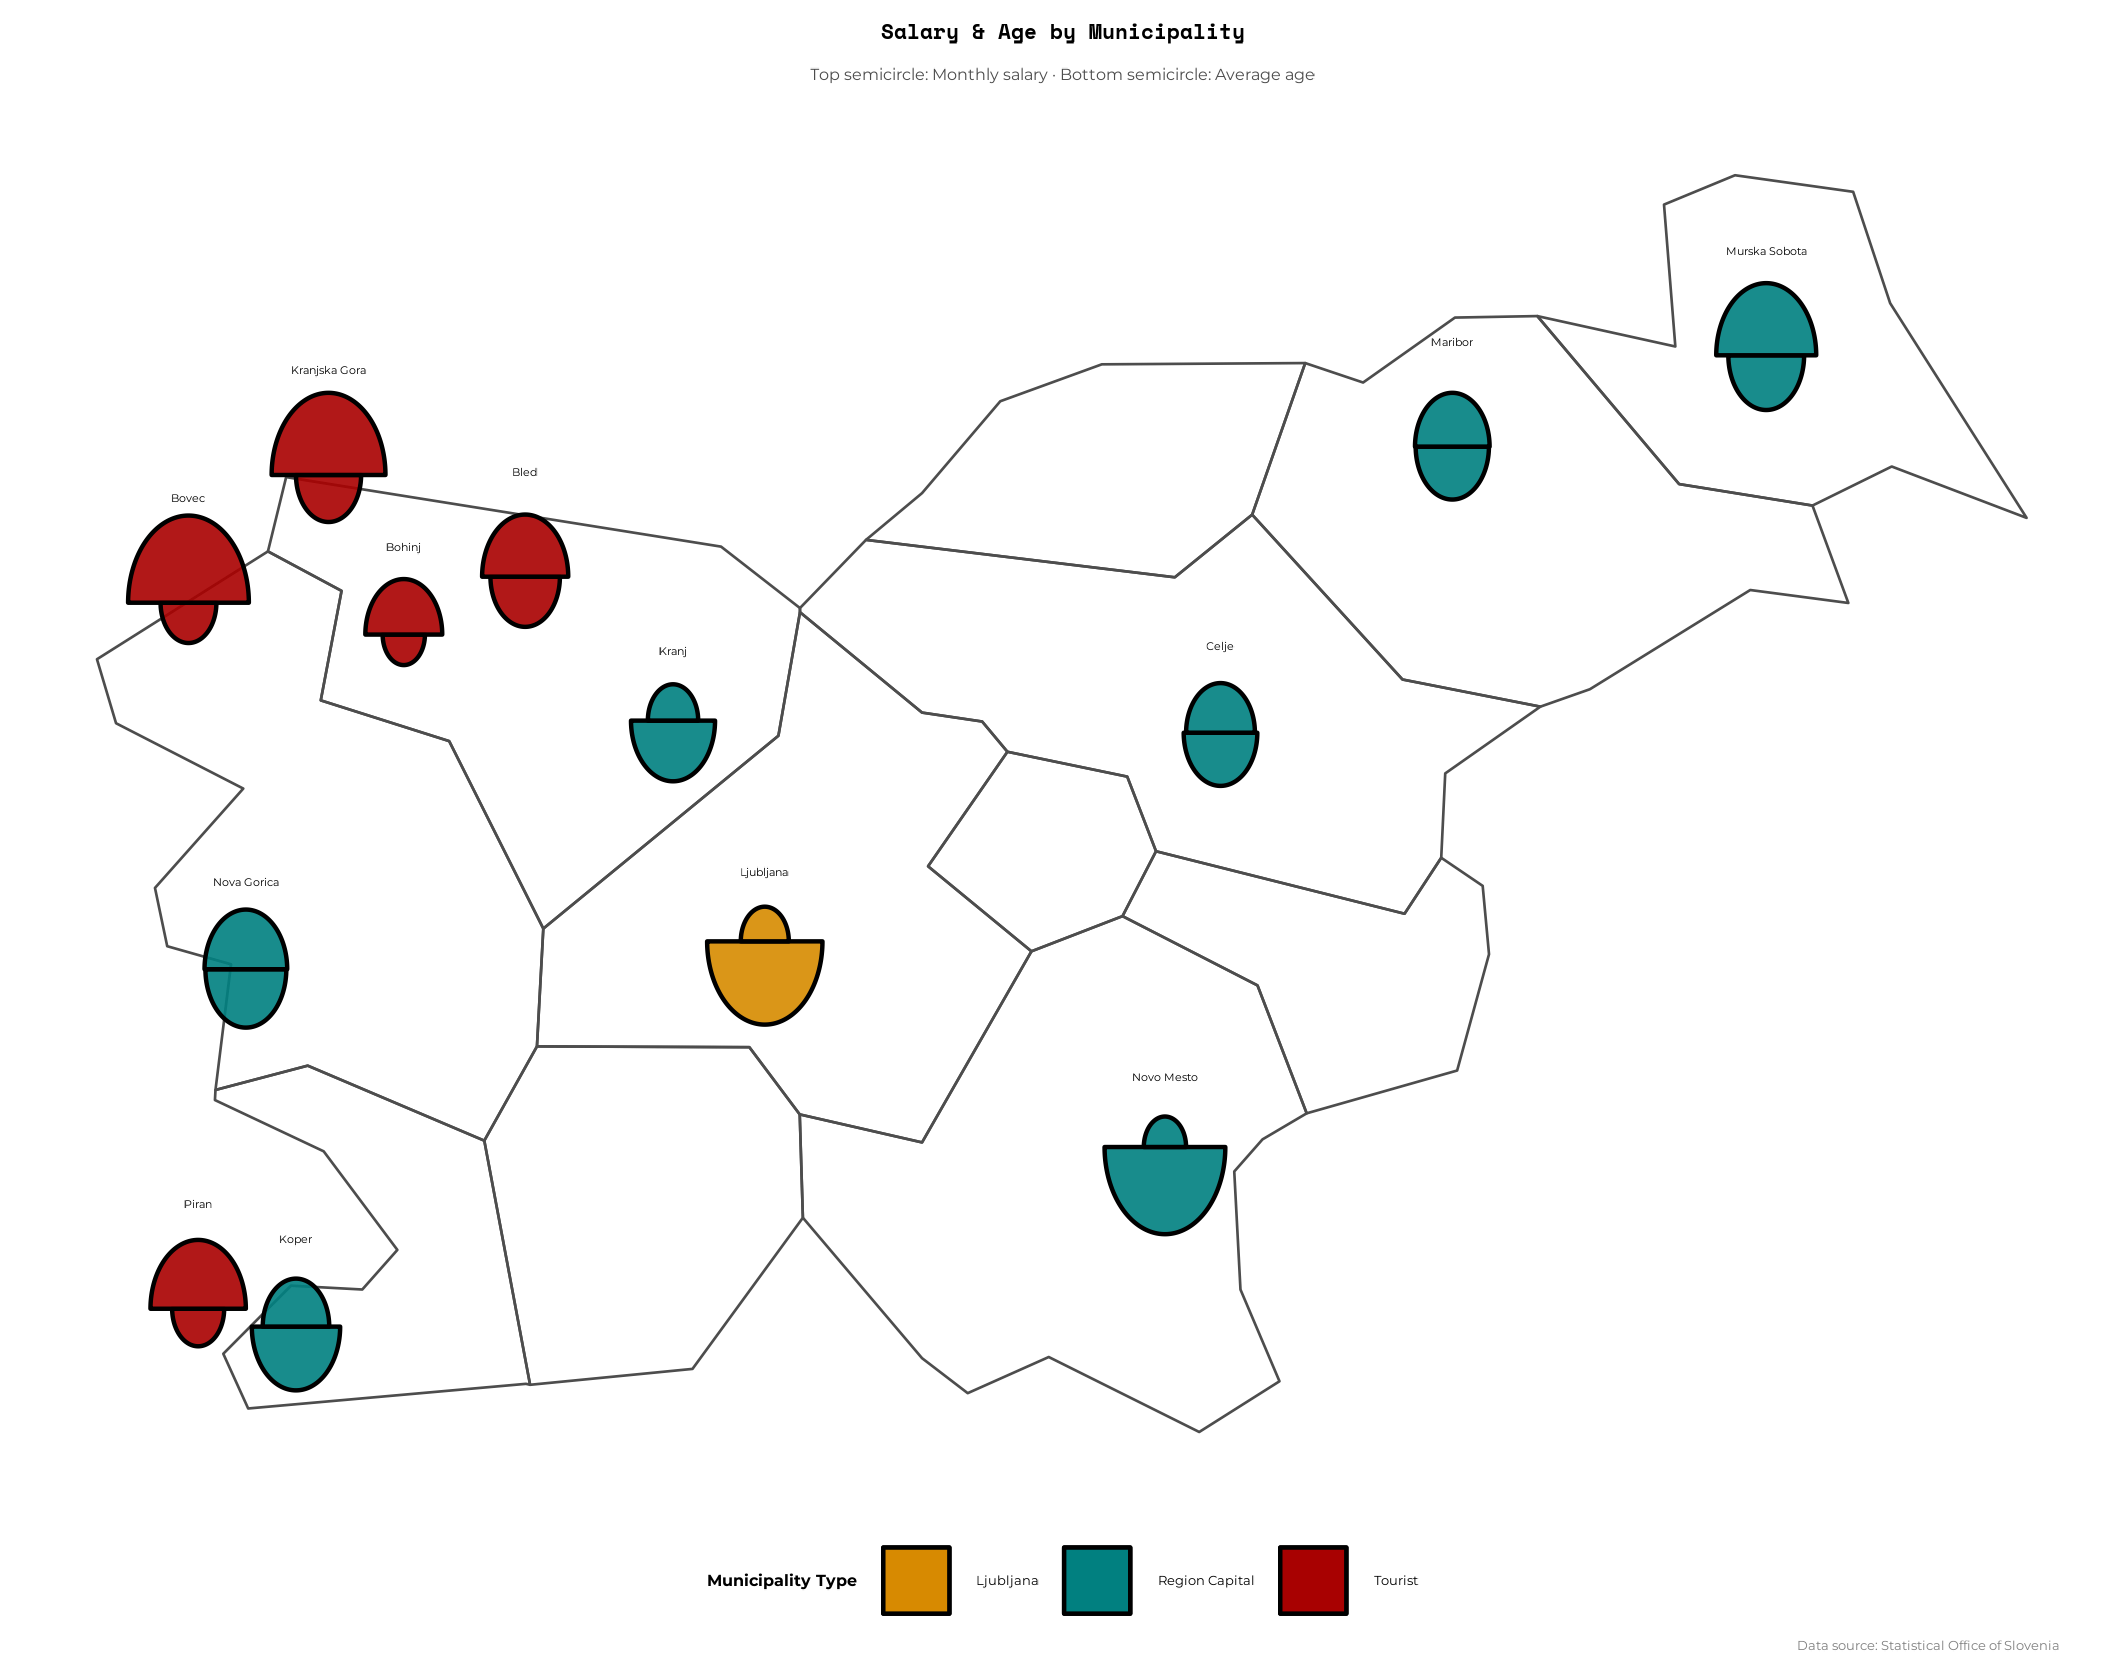 Salary & Age by Municipality
Top semicircle: Monthly salary · Bottom semicircle: Average age
Murska Sobota
Maribor
Kranjska Gora
Bled
Bovec
Bohinj
Celje
Kranj
Ljubljana
Nova Gorica
Novo Mesto
Piran
Koper
Municipality Type
Ljubljana
Region Capital
Tourist
Data source: Statistical Office of Slovenia